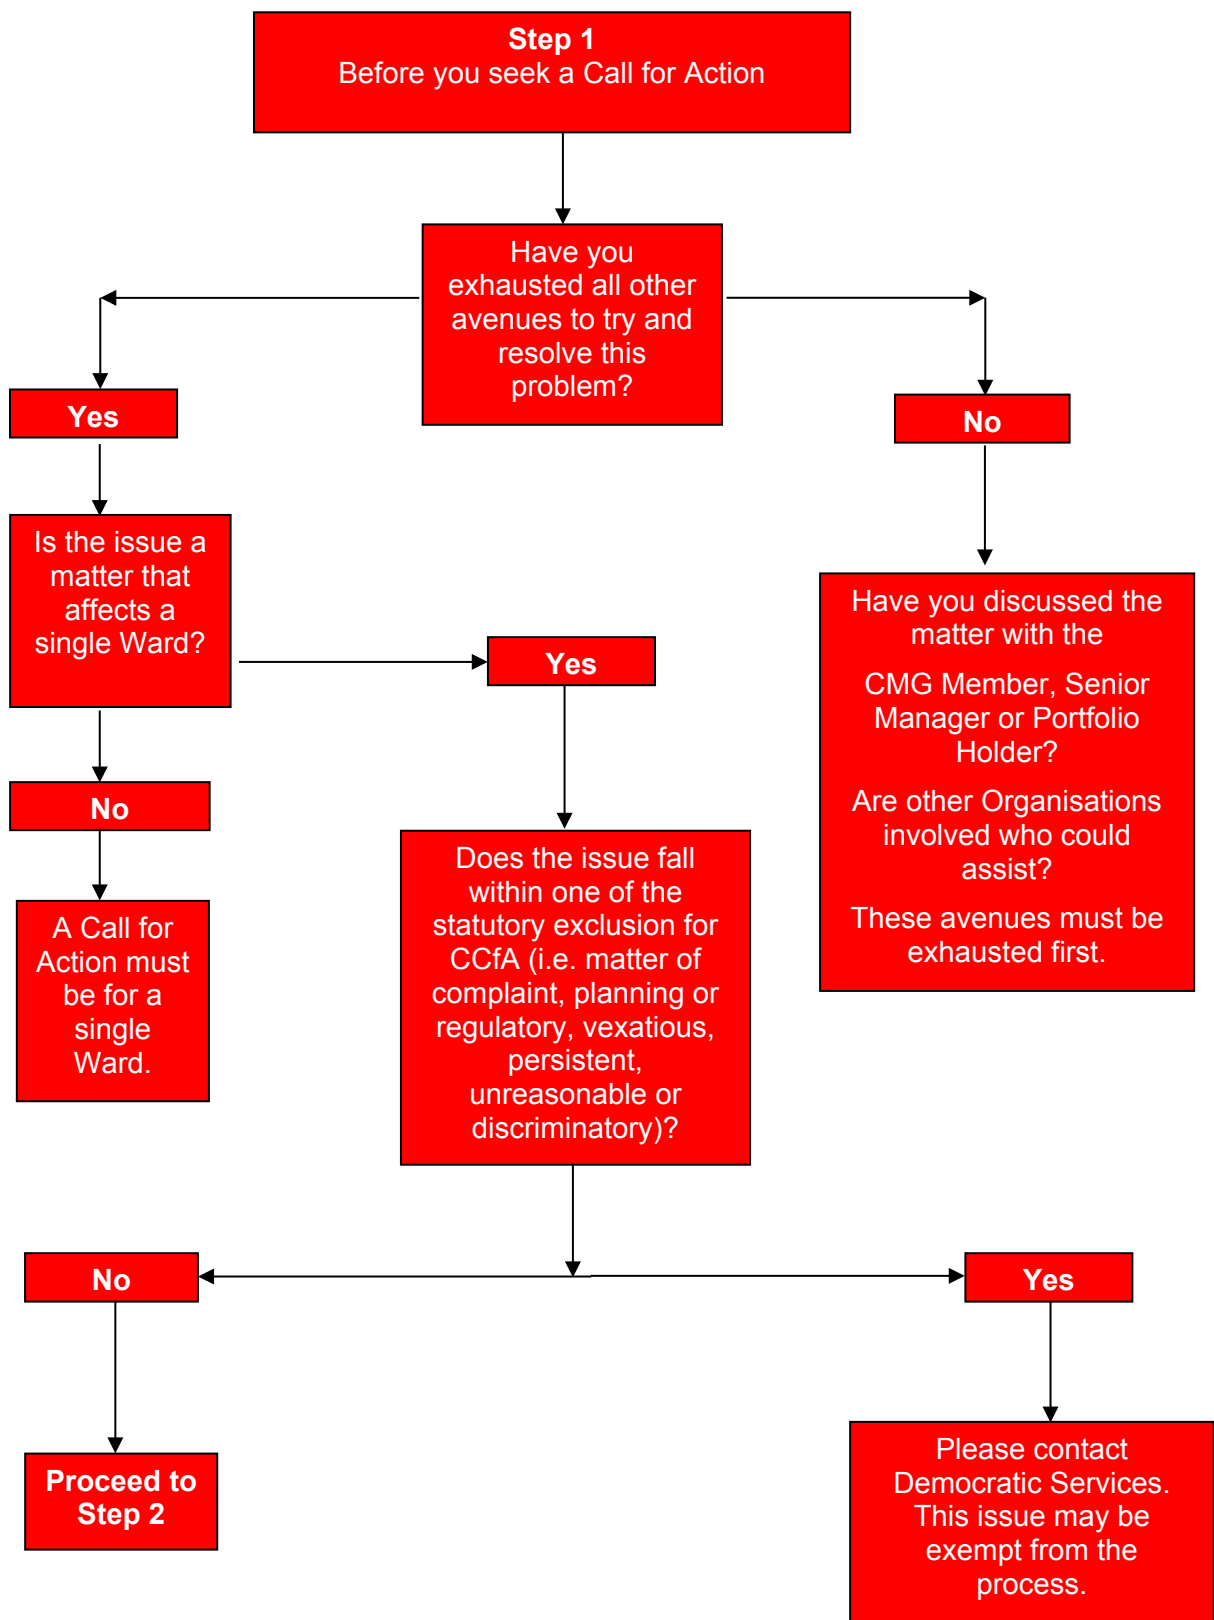 Step 1
Before you seek a Call for Action
Have you
exhausted all other
avenues to try and
resolve this
problem?
Yes
No
Is the issue a
matter that
affects a
single Ward?
Have you discussed the
matter with the
CMG Member, Senior
Manager or Portfolio
Holder?
Are other Organisations
involved who could
assist?
These avenues must be
exhausted first.
Yes
No
A Call for
Action must
be for a
single
Ward.
Does the issue fall
within one of the
statutory exclusion for
CCfA (i.e. matter of
complaint, planning or
regulatory, vexatious,
persistent,
unreasonable or
discriminatory)?
No
Yes
Proceed to
Step 2
Please contact
Democratic Services.
This issue may be
exempt from the
process.